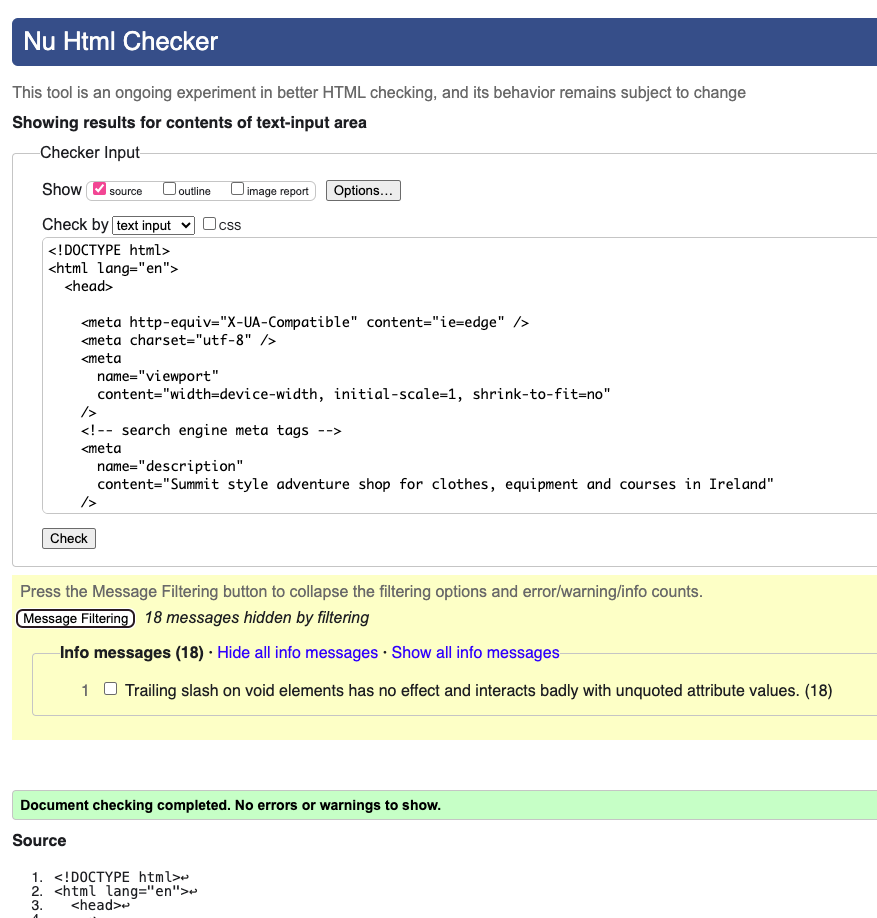 Nu Html Checker
This tool is an ongoing experiment in better HTML checking, and its behavior remains subject to change
Showing results for contents of text-input area
Checker Input
Show source outline image report Options...
Check by text input css
<!DOCTYPE html>
<html lang="en">
<head>
<meta http-equiv="X-UA-Compatible" content="ie=edge" />
<meta charset="utf-8" />
<meta
name="viewport"
content="width=device-width, initial-scale=1, shrink-to-fit=no"
/>
<!-- search engine meta tags -->
<meta
name="description"
content="Summit style adventure shop for clothes, equipment and courses in Ireland"
/>
Check
Press the Message Filtering button to collapse the filtering options and error/warning/info counts.
Message Filtering 18 messages hidden by filtering
Info messages (18) · Hide all info messages · Show all info messages
1 Trailing slash on void elements has no effect and interacts badly with unquoted attribute values. (18)
Document checking completed. No errors or warnings to show.
Source
1. <!DOCTYPE html>↩
2. <html lang="en">↩
3. <head>↩